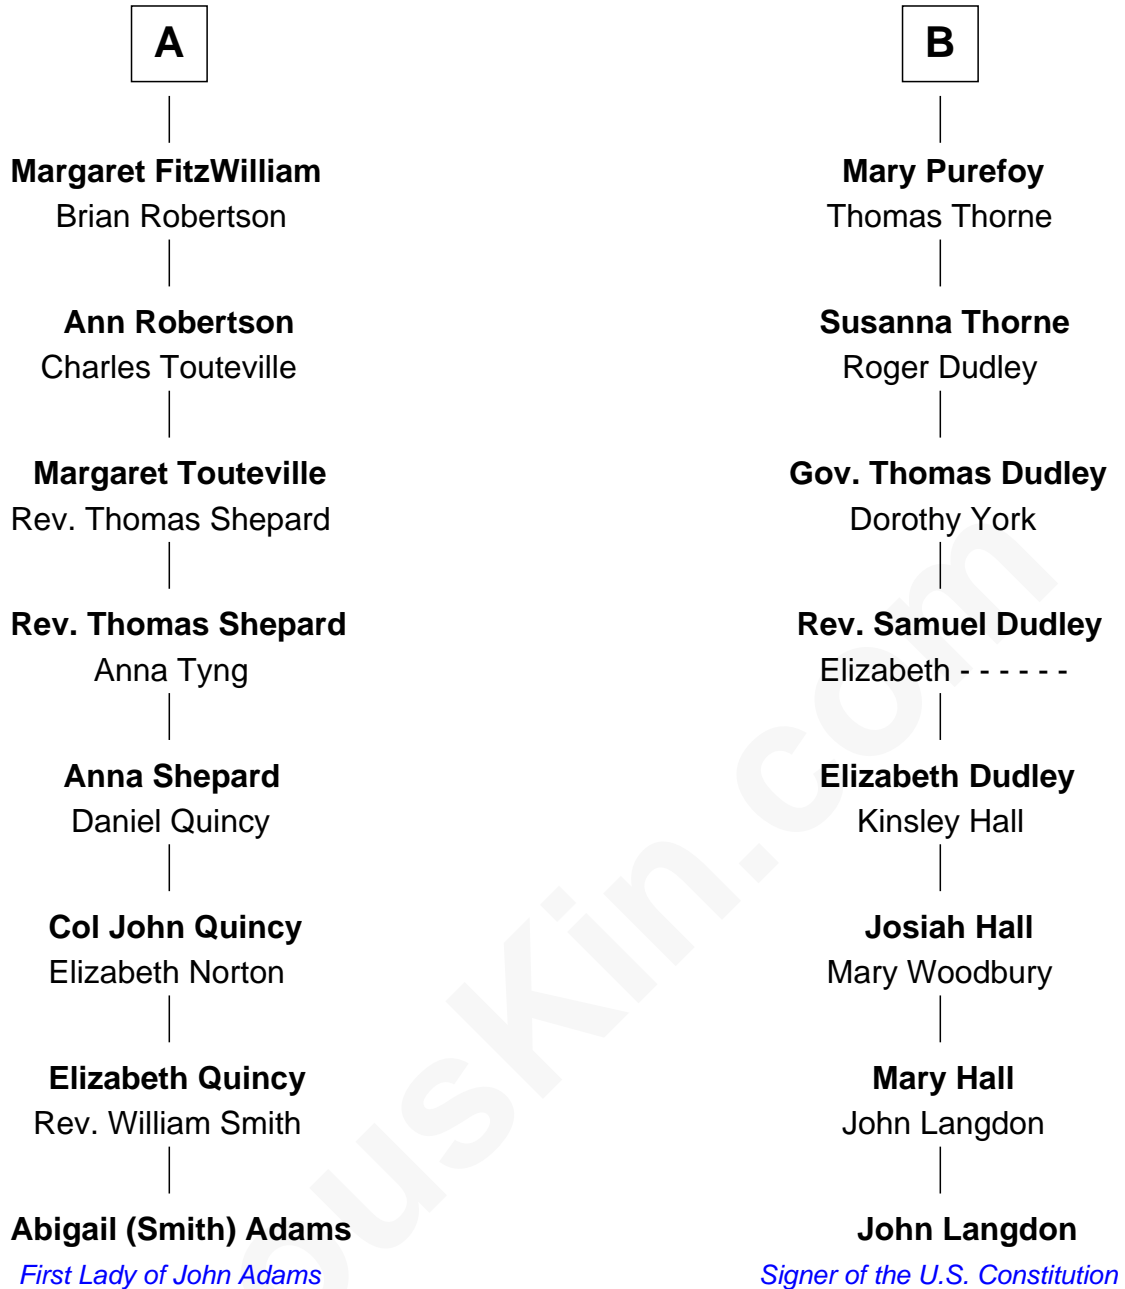 A
Margaret FitzWilliam
Brian Robertson
Ann Robertson
Charles Touteville
Margaret Touteville
Rev. Thomas Shepard
Rev. Thomas Shepard
Anna Tyng
Anna Shepard
Daniel Quincy
Col John Quincy
Elizabeth Norton
Elizabeth Quincy
Rev. William Smith
Abigail (Smith) Adams
First Lady of John Adams
B
Mary Purefoy
Thomas Thorne
Susanna Thorne
Roger Dudley
Gov. Thomas Dudley
Dorothy York
Rev. Samuel Dudley
Elizabeth - - - - - -
Elizabeth Dudley
Kinsley Hall
Josiah Hall
Mary Woodbury
Mary Hall
John Langdon
John Langdon
Signer of the U.S. Constitution
ousKin.com